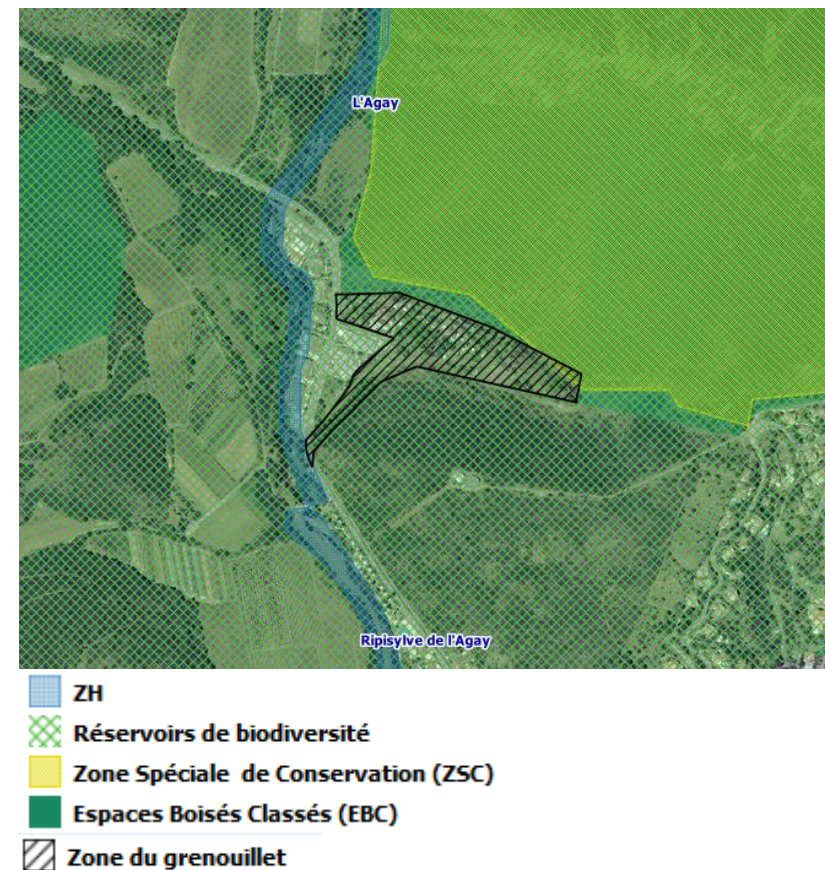 L'Agay
Ripisylve de l'Agay
ZH
Réservoirs de biodiversité
Zone Spéciale de Conservation (ZSC)
Espaces Boisés Classés (EBC)
Zone du grenouillet